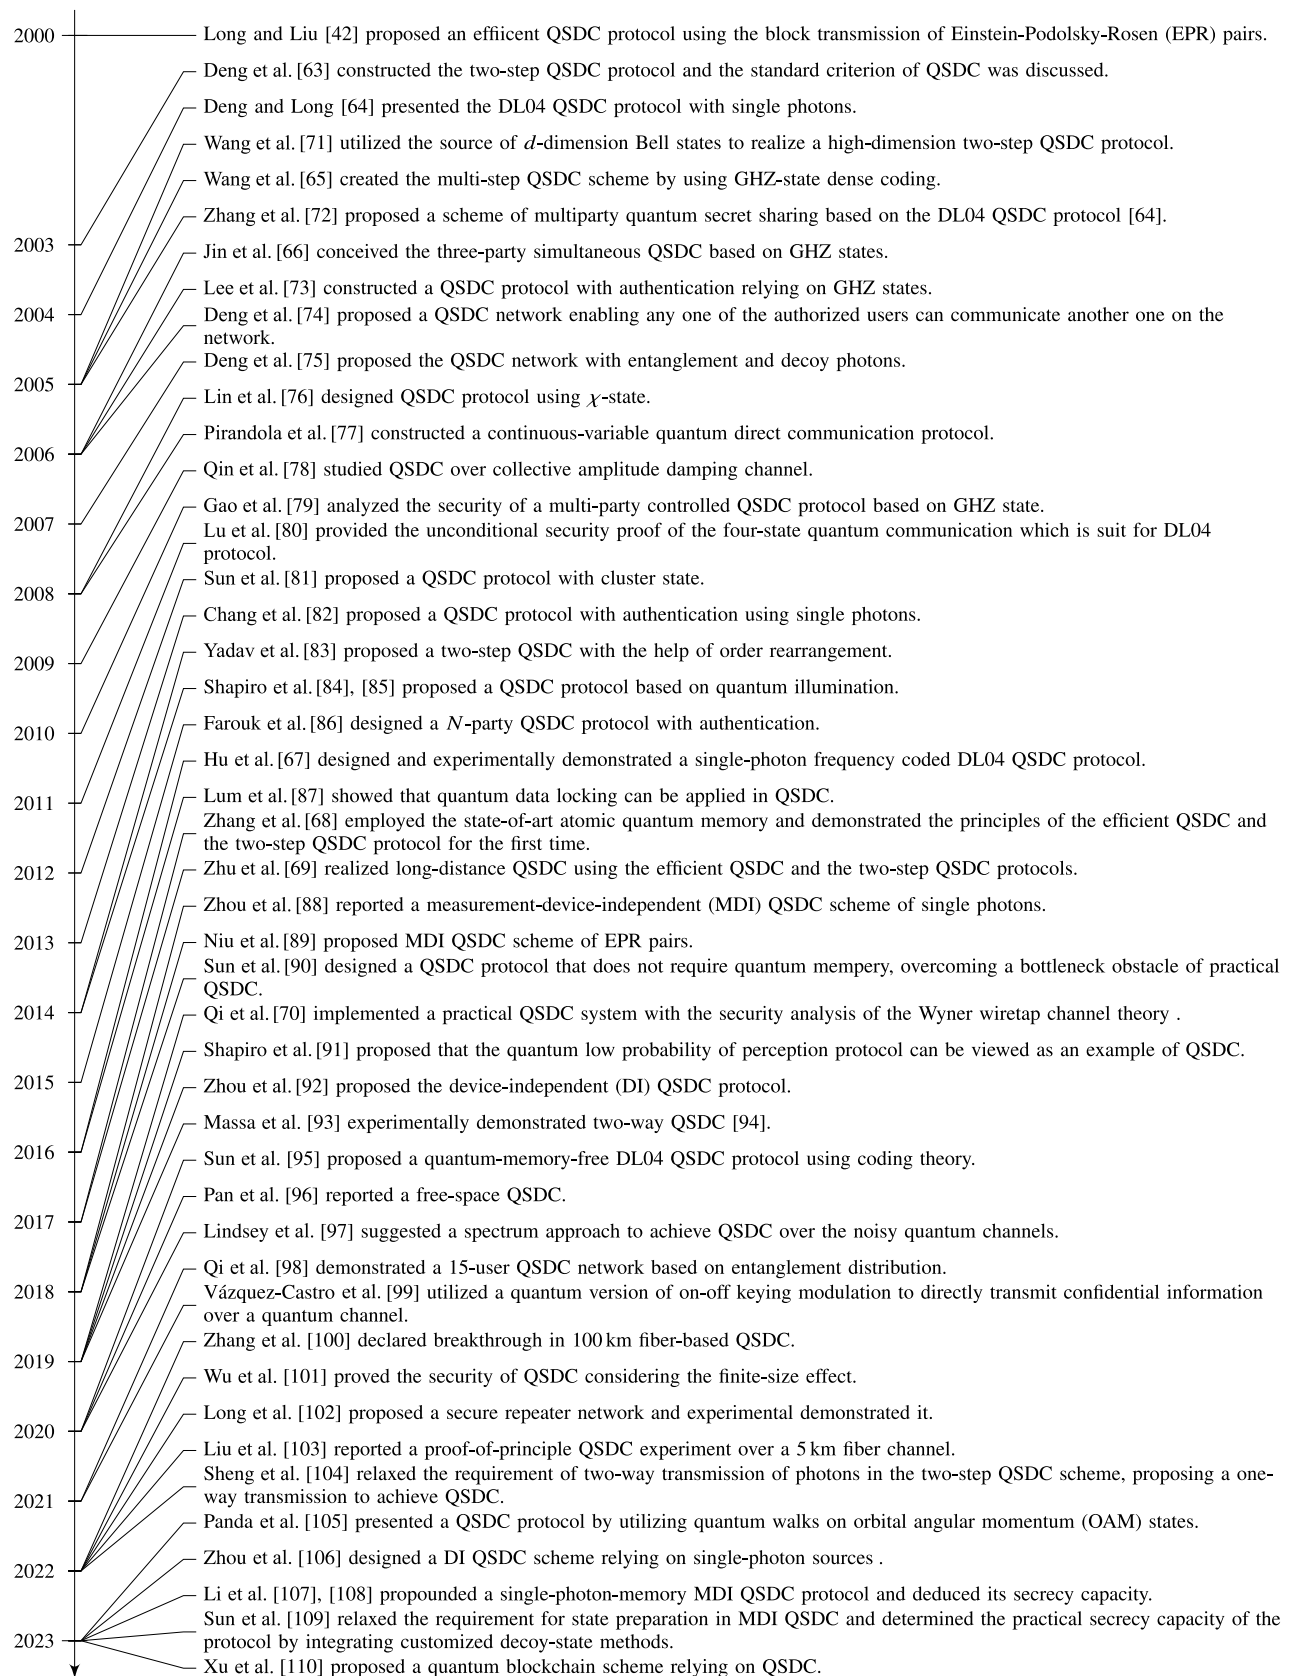 2000
Long and Liu [42] proposed an effiicent QSDC protocol using the block transmission of Einstein-Podolsky-Rosen (EPR) pairs.
Deng et al. [63] constructed the two-step QSDC protocol and the standard criterion of QSDC was discussed.
Deng and Long [64] presented the DL04 QSDC protocol with single photons.
Wang et al. [71] utilized the source of d-dimension Bell states to realize a high-dimension two-step QSDC protocol.
Wang et al. [65] created the multi-step QSDC scheme by using GHZ-state dense coding.
Zhang et al. [72] proposed a scheme of multiparty quantum secret sharing based on the DL04 QSDC protocol [64].
2003
Jin et al. [66] conceived the three-party simultaneous QSDC based on GHZ states.
Lee et al. [73] constructed a QSDC protocol with authentication relying on GHZ states.
2004
Deng et al. [74] proposed a QSDC network enabling any one of the authorized users can communicate another one on the
network.
Deng et al. [75] proposed the QSDC network with entanglement and decoy photons.
2005
Lin et al. [76] designed QSDC protocol using χ-state.
Pirandola et al. [77] constructed a continuous-variable quantum direct communication protocol.
2006
Qin et al. [78] studied QSDC over collective amplitude damping channel.
Gao et al. [79] analyzed the security of a multi-party controlled QSDC protocol based on GHZ state.
2007
Lu et al. [80] provided the unconditional security proof of the four-state quantum communication which is suit for DL04
protocol.
Sun et al. [81] proposed a QSDC protocol with cluster state.
2008
Chang et al. [82] proposed a QSDC protocol with authentication using single photons.
Yadav et al. [83] proposed a two-step QSDC with the help of order rearrangement.
2009
Shapiro et al. [84], [85] proposed a QSDC protocol based on quantum illumination.
Farouk et al. [86] designed a N-party QSDC protocol with authentication.
2010
Hu et al. [67] designed and experimentally demonstrated a single-photon frequency coded DL04 QSDC protocol.
Lum et al. [87] showed that quantum data locking can be applied in QSDC.
2011
Zhang et al. [68] employed the state-of-art atomic quantum memory and demonstrated the principles of the efficient QSDC and
the two-step QSDC protocol for the first time.
Zhu et al. [69] realized long-distance QSDC using the efficient QSDC and the two-step QSDC protocols.
2012
Zhou et al. [88] reported a measurement-device-independent (MDI) QSDC scheme of single photons.
Niu et al. [89] proposed MDI QSDC scheme of EPR pairs.
2013
Sun et al. [90] designed a QSDC protocol that does not require quantum mempery, overcoming a bottleneck obstacle of practical
QSDC.
Qi et al. [70] implemented a practical QSDC system with the security analysis of the Wyner wiretap channel theory .
2014
Shapiro et al. [91] proposed that the quantum low probability of perception protocol can be viewed as an example of QSDC.
Zhou et al. [92] proposed the device-independent (DI) QSDC protocol.
2015
Massa et al. [93] experimentally demonstrated two-way QSDC [94].
Sun et al. [95] proposed a quantum-memory-free DL04 QSDC protocol using coding theory.
2016
Pan et al. [96] reported a free-space QSDC.
2017
Lindsey et al. [97] suggested a spectrum approach to achieve QSDC over the noisy quantum channels.
Qi et al. [98] demonstrated a 15-user QSDC network based on entanglement distribution.
2018
Vázquez-Castro et al. [99] utilized a quantum version of on-off keying modulation to directly transmit confidential information
over a quantum channel.
Zhang et al. [100] declared breakthrough in 100 km fiber-based QSDC.
2019
Wu et al. [101] proved the security of QSDC considering the finite-size effect.
Long et al. [102] proposed a secure repeater network and experimental demonstrated it.
2020
Liu et al. [103] reported a proof-of-principle QSDC experiment over a 5 km fiber channel.
Sheng et al. [104] relaxed the requirement of two-way transmission of photons in the two-step QSDC scheme, proposing a one-
way transmission to achieve QSDC.
2021
Panda et al. [105] presented a QSDC protocol by utilizing quantum walks on orbital angular momentum (OAM) states.
Zhou et al. [106] designed a DI QSDC scheme relying on single-photon sources .
2022
Li et al. [107], [108] propounded a single-photon-memory MDI QSDC protocol and deduced its secrecy capacity.
Sun et al. [109] relaxed the requirement for state preparation in MDI QSDC and determined the practical secrecy capacity of the
protocol by integrating customized decoy-state methods.
2023
Xu et al. [110] proposed a quantum blockchain scheme relying on QSDC.